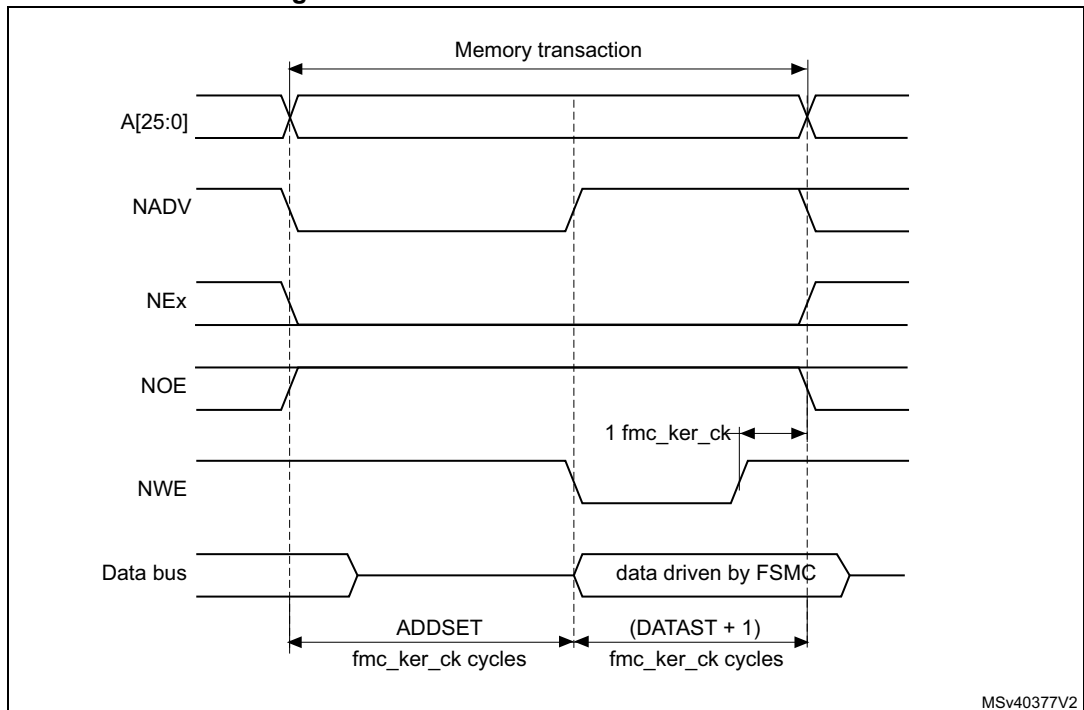 Memory transaction
A[25:0]
NADV
NEx
NOE
1 fmc_ker_ck
NWE
Data bus
data driven by FSMC
ADDSET
(DATAST + 1)
fmc_ker_ck cycles
fmc_ker_ck cycles
MSv40377V2